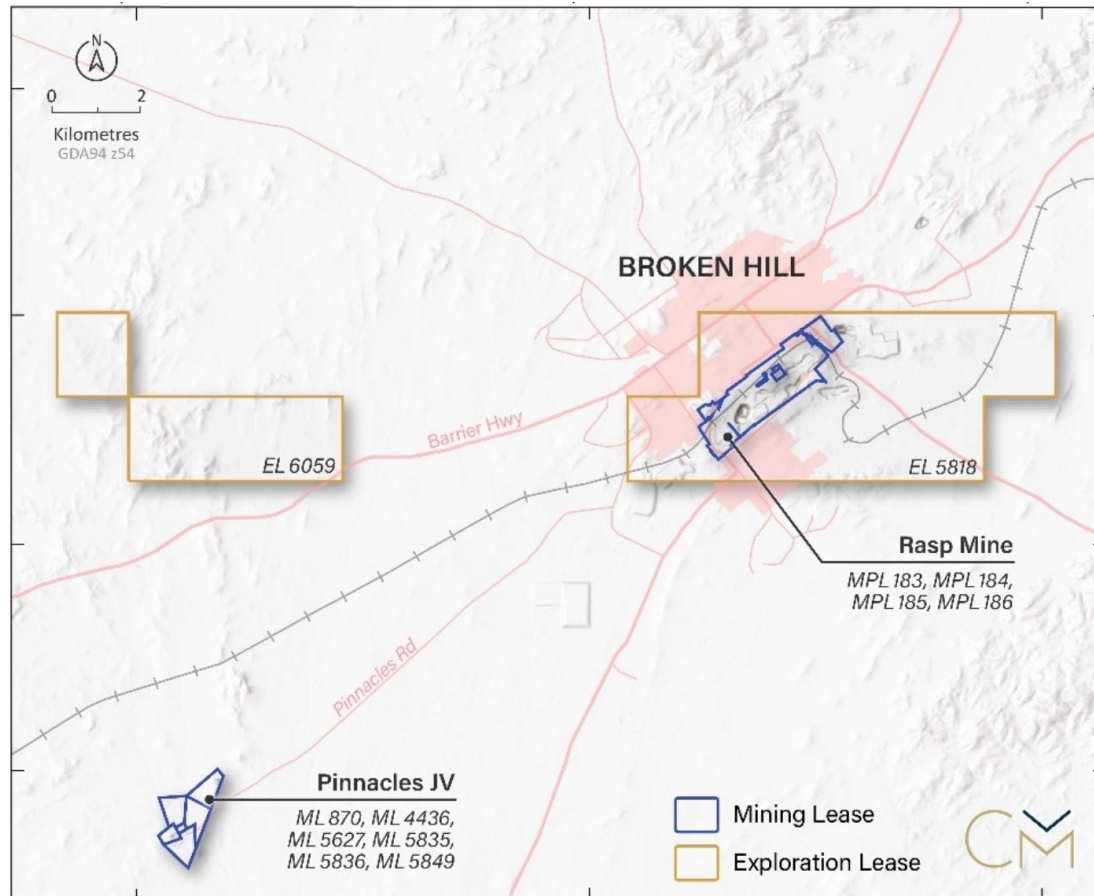 N
0 2
Kilometres
GDA94 z54
BROKEN HILL
Barrier Hwy
EL 6059
EL 5818
Rasp Mine
MPL 183, MPL 184,
MPL 185, MPL 186
Pinnacles Rd
Pinnacles JV
ML 870, ML 4436,
ML 5627, ML 5835,
ML 5836, ML 5849
Mining Lease
Exploration Lease
CM